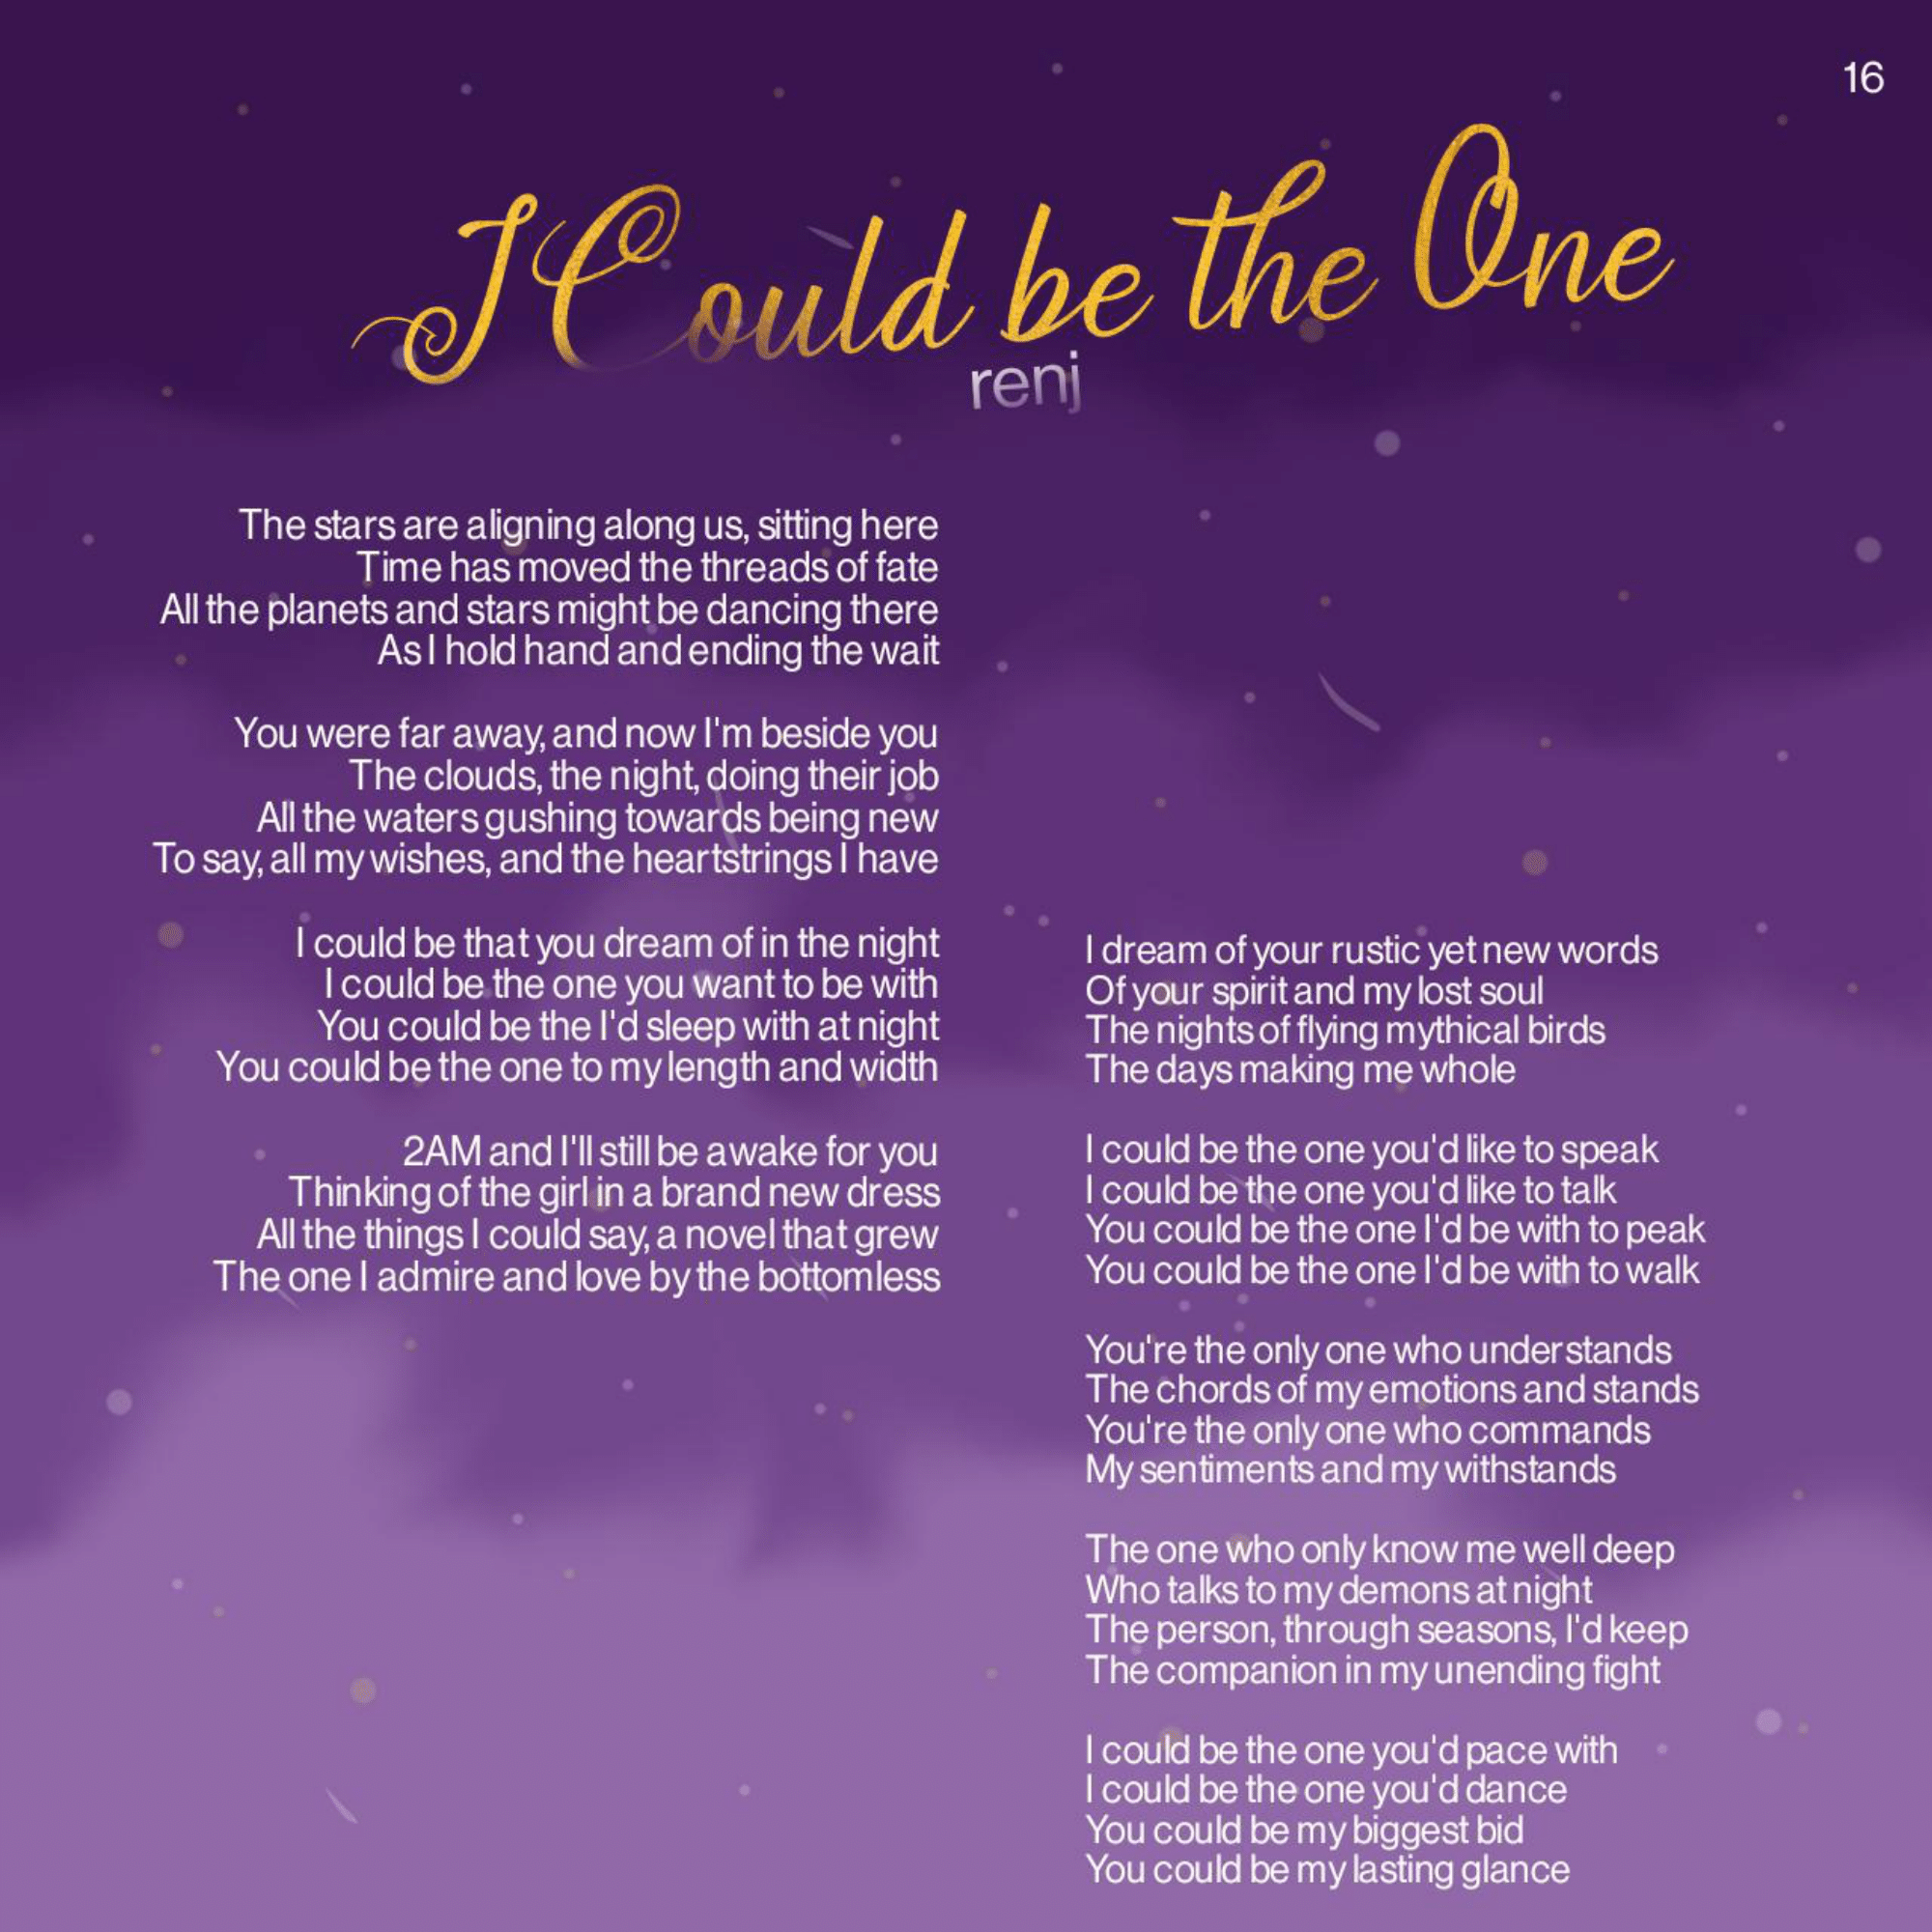 16
I Could be the One
renj
The stars are aligning along us, sitting here
Time has moved the threads of fate
All the planets and stars might be dancing there
As I hold hand and ending the wait
You were far away, and now I'm beside you
The clouds, the night, doing their job
All the waters gushing towards being new
To say, all my wishes, and the heartstrings I have
I could be that you dream of in the night
I could be the one you want to be with
You could be the I'd sleep with at night
You could be the one to my length and width
2AM and I'll still be awake for you
Thinking of the girl in a brand new dress
All the things I could say, a novel that grew
The one I admire and love by the bottomless
I dream of your rustic yet new words
Of your spirit and my lost soul
The nights of flying mythical birds
The days making me whole
I could be the one you'd like to speak
I could be the one you'd like to talk
You could be the one I'd be with to peak
You could be the one I'd be with to walk
You're the only one who understands
The chords of my emotions and stands
You're the only one who commands
My sentiments and my withstands
The one who only know me well deep
Who talks to my demons at night
The person, through seasons, I'd keep
The companion in my unending fight
I could be the one you'd pace with
I could be the one you'd dance
You could be my biggest bid
You could be my lasting glance